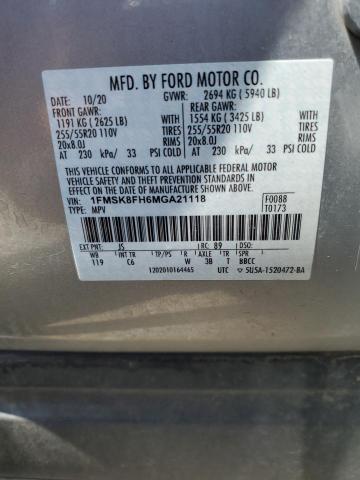 MFD. BY FORD MOTOR CO.
10/20 GVWR: 2694 KG ( 5940 LB)
FRONT GAWR: REAR GAWR:
1191 KG ( 2625 LB) 1554 KG ( 3425 LB)
255/55R20 110V TIRES 255/55R20 110V TIRES
20x8.0J RIMS 20x8.0J RIMS
AT 230 kPa/ 33 PSI COLD AT 230 kPa/ 33 PSI COLD
THIS VEHICLE CONFORMS TO ALL APPLICABLE FEDERAL MOTOR
VEHICLE SAFETY AND THEFT PREVENTION STANDARDS IN EFFECT ON
THE DATE OF MANUFACTURE SHOWN ABOVE.
VIN: 1FMSK8FH6MGA21118 F0088
TYPE: MPV T0173
EXT PNT: JS RC: 89 DSO:
WB INT TR TP/PS R AXLE TR SPR
119 C6 W 3B T BBCC
1202010164465 UTC 5U5A-1520472-BA